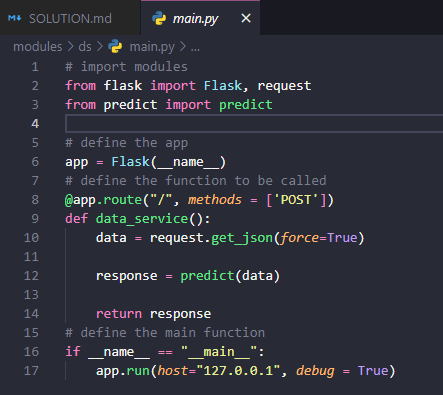 SOLUTION.md main.py ×
modules > ds > main.py > ...
1 # import modules
2 from flask import Flask, request
3 from predict import predict
4
5 # define the app
6 app = Flask(__name__)
7 # define the function to be called
8 @app.route("/", methods = ['POST'])
9 def data_service():
10     data = request.get_json(force=True)
11
12     response = predict(data)
13
14     return response
15 # define the main function
16 if __name__ == "__main__":
17     app.run(host="127.0.0.1", debug = True)